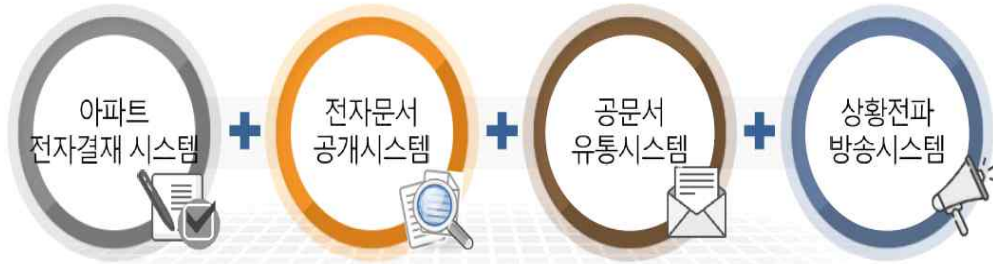 아파트
전자결재 시스템
전자문서
공개시스템
공문서
유통시스템
상황전파
방송시스템